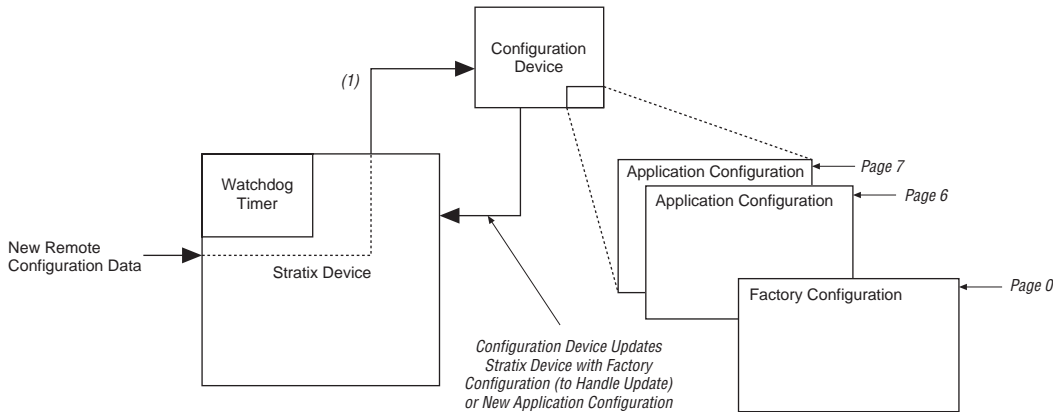 Configuration
Device
(1)
Watchdog
Timer
New Remote
Configuration Data
Stratix Device
Application Configuration
Page 7
Application Configuration
Page 6
Factory Configuration
Page 0
Configuration Device Updates
Stratix Device with Factory
Configuration (to Handle Update)
or New Application Configuration